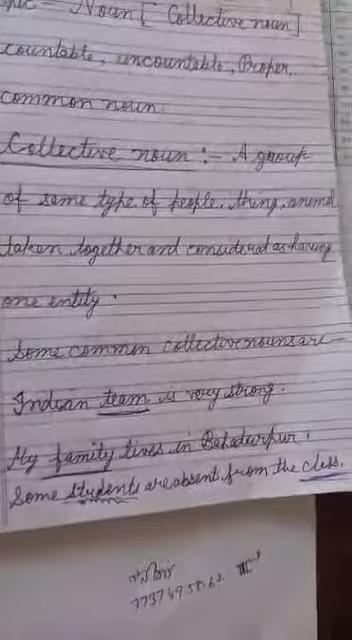 Noun [Collective noun]
countable, uncountable, Proper,
common noun
Collective noun :- A group
of same type of people, thing, animal
taken together and considerd as having
one entity.
Some common collective nouns are -
Indian team is very strong.
My family lives in Bahadurpur.
Some students are absent from the class.